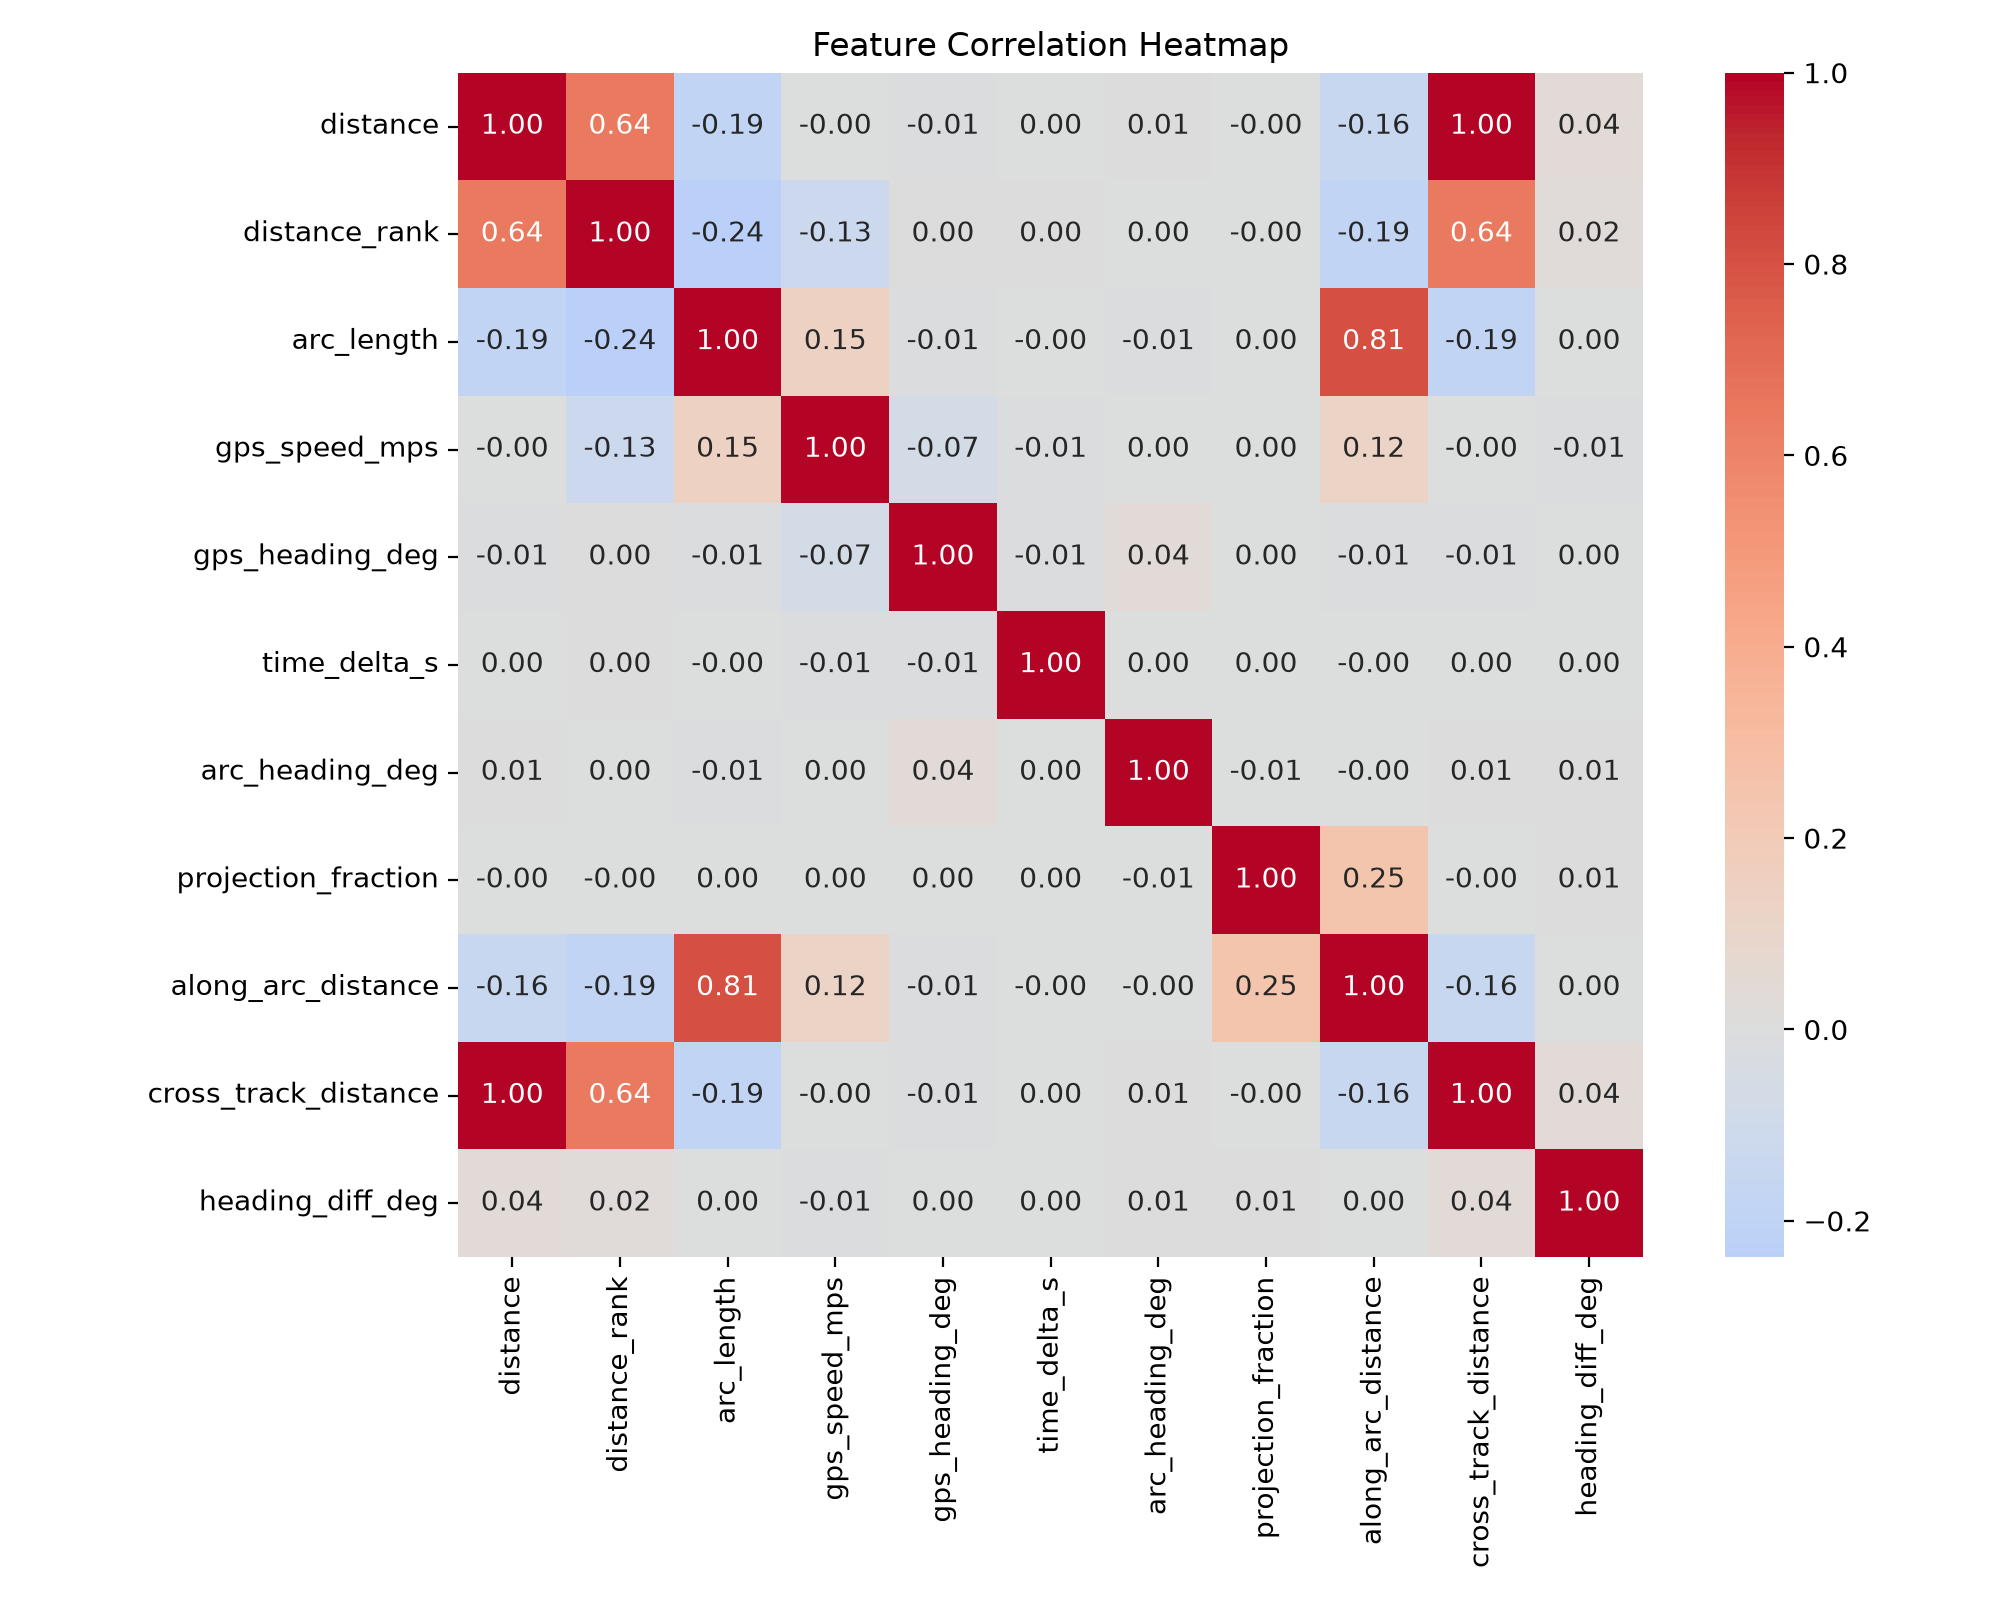 Feature Correlation Heatmap
distance 1.00 0.64 -0.19 -0.00 -0.01 0.00 0.01 -0.00 -0.16 1.00 0.04
distance_rank 0.64 1.00 -0.24 -0.13 0.00 0.00 0.00 -0.00 -0.19 0.64 0.02
arc_length -0.19 -0.24 1.00 0.15 -0.01 -0.00 -0.01 0.00 0.81 -0.19 0.00
gps_speed_mps -0.00 -0.13 0.15 1.00 -0.07 -0.01 0.00 0.00 0.12 -0.00 -0.01
gps_heading_deg -0.01 0.00 -0.01 -0.07 1.00 -0.01 0.04 0.00 -0.01 -0.01 0.00
time_delta_s 0.00 0.00 -0.00 -0.01 -0.01 1.00 0.00 0.00 -0.00 0.00 0.00
arc_heading_deg 0.01 0.00 -0.01 0.00 0.04 0.00 1.00 -0.01 -0.00 0.01 0.01
projection_fraction -0.00 -0.00 0.00 0.00 0.00 0.00 -0.01 1.00 0.25 -0.00 0.01
along_arc_distance -0.16 -0.19 0.81 0.12 -0.01 -0.00 -0.00 0.25 1.00 -0.16 0.00
cross_track_distance 1.00 0.64 -0.19 -0.00 -0.01 0.00 0.01 -0.00 -0.16 1.00 0.04
heading_diff_deg 0.04 0.02 0.00 -0.01 0.00 0.00 0.01 0.01 0.00 0.04 1.00
distance
distance_rank
arc_length
gps_speed_mps
gps_heading_deg
time_delta_s
arc_heading_deg
projection_fraction
along_arc_distance
cross_track_distance
heading_diff_deg
1.0
0.8
0.6
0.4
0.2
0.0
−0.2